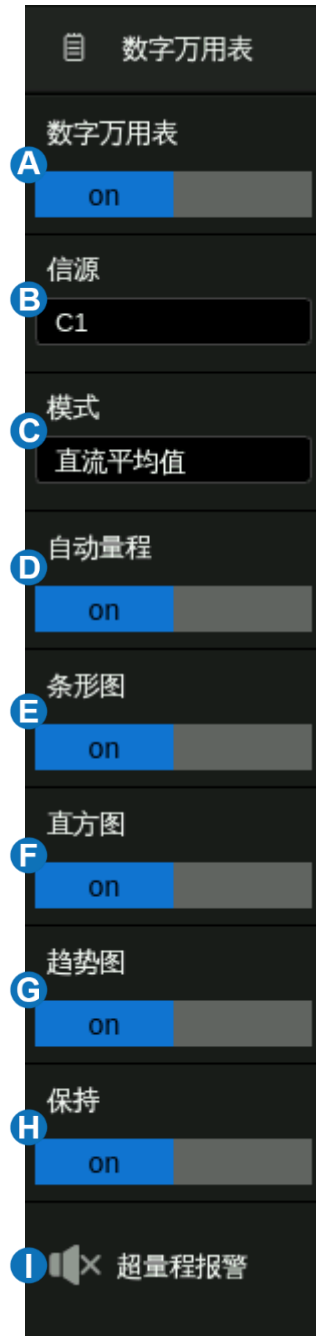 数字万用表
数字万用表
A
on
信源
B
C1
模式
C
直流平均值
自动量程
D
on
条形图
E
on
直方图
F
on
趋势图
G
on
保持
H
on
I 超量程报警